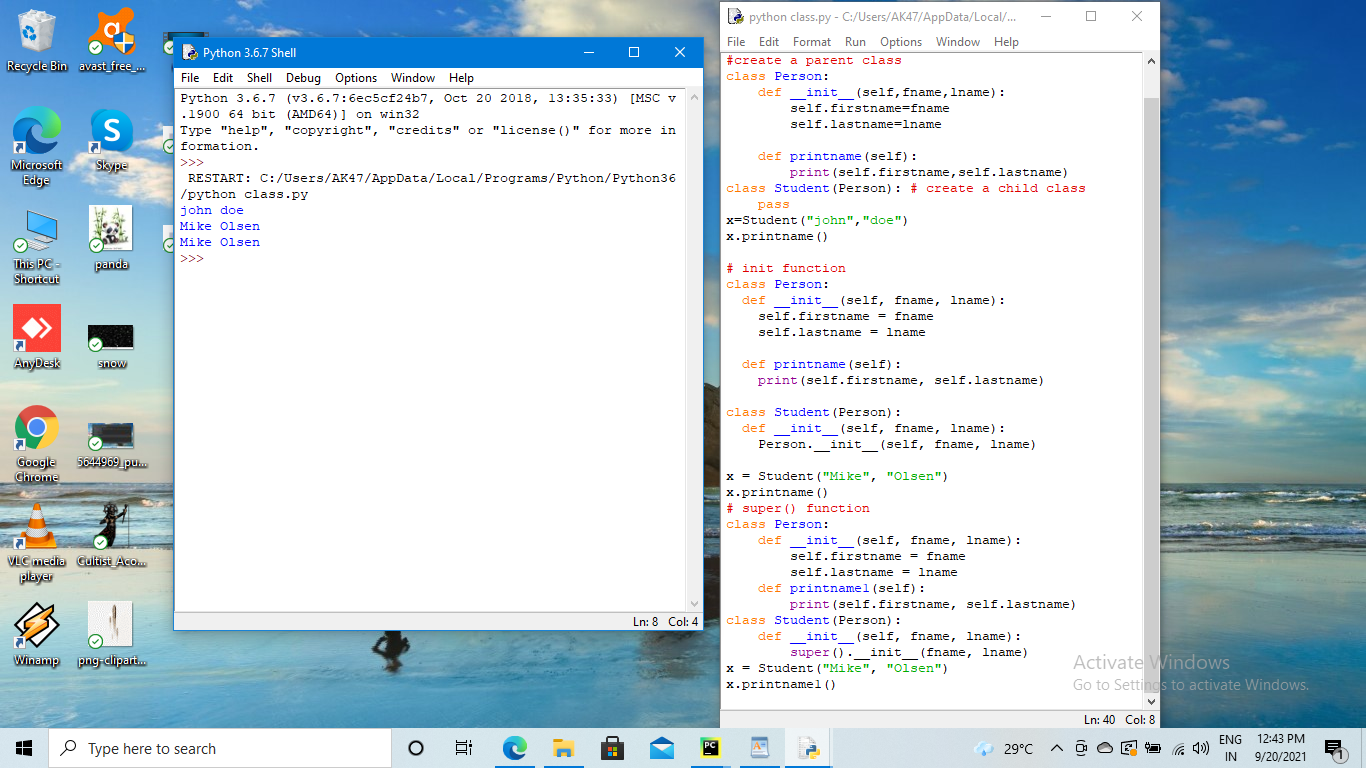 Recycle Bin
avast_free_...
Microsoft
Edge
Skype
This PC -
Shortcut
panda
AnyDesk
snow
Google
Chrome
5644969_pu...
VLC media
player
Cultist_Aco...
Winamp
png-clipart...
Python 3.6.7 Shell
File Edit Shell Debug Options Window Help
Python 3.6.7 (v3.6.7:6ec5cf24b7, Oct 20 2018, 13:35:33) [MSC v
.1900 64 bit (AMD64)] on win32
Type "help", "copyright", "credits" or "license()" for more in
formation.
>>>
 RESTART: C:/Users/AK47/AppData/Local/Programs/Python/Python36
/python class.py
john doe
Mike Olsen
Mike Olsen
>>>
Ln: 8 Col: 4
python class.py - C:/Users/AK47/AppData/Local/...
File Edit Format Run Options Window Help
#create a parent class
class Person:
    def __init__(self,fname,lname):
        self.firstname=fname
        self.lastname=lname

    def printname(self):
        print(self.firstname,self.lastname)
class Student(Person): # create a child class
    pass
x=Student("john","doe")
x.printname()

# init function
class Person:
  def __init__(self, fname, lname):
    self.firstname = fname
    self.lastname = lname

  def printname(self):
    print(self.firstname, self.lastname)

class Student(Person):
  def __init__(self, fname, lname):
    Person.__init__(self, fname, lname)

x = Student("Mike", "Olsen")
x.printname()
# super() function
class Person:
    def __init__(self, fname, lname):
        self.firstname = fname
        self.lastname = lname
    def printname1(self):
        print(self.firstname, self.lastname)
class Student(Person):
    def __init__(self, fname, lname):
        super().__init__(fname, lname)
x = Student("Mike", "Olsen")
x.printname1()
Ln: 40 Col: 8
Activate Windows
Go to Settings to activate Windows.
Type here to search
PC
29°C
ENG
IN
12:43 PM
9/20/2021
1